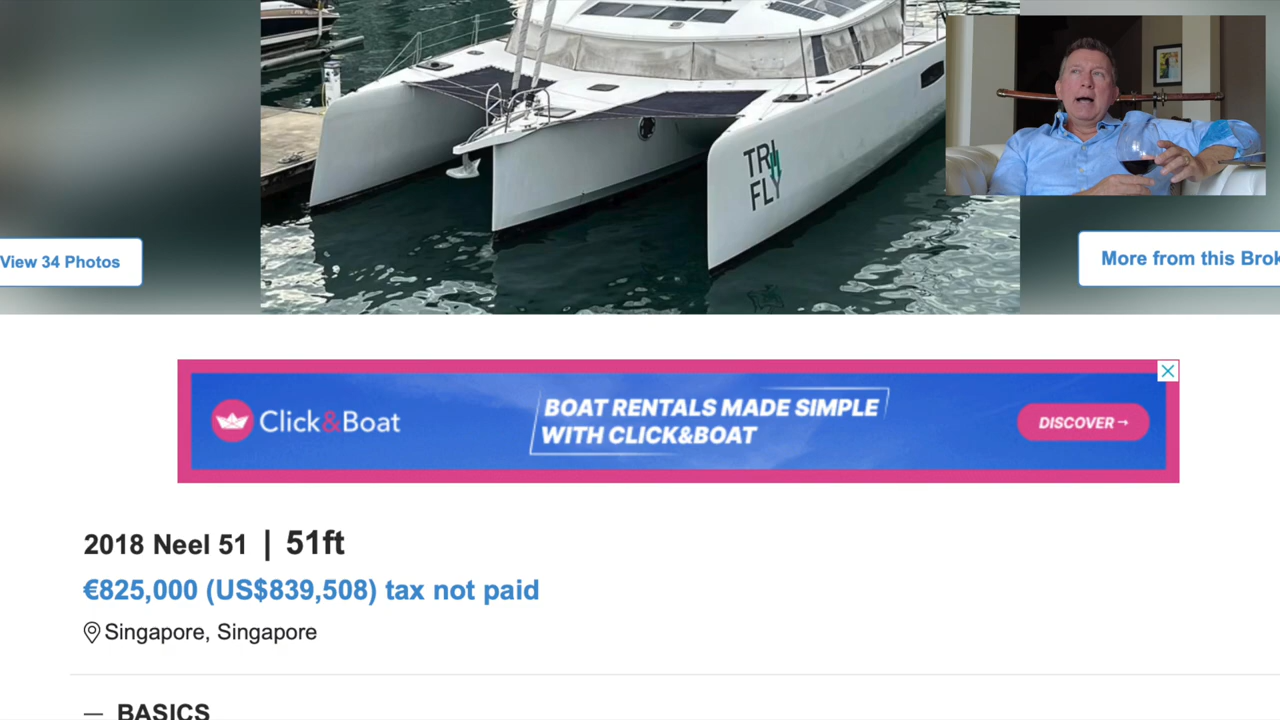 TRI
FLY
View 34 Photos
More from this Brok
Click&Boat
BOAT RENTALS MADE SIMPLE
WITH CLICK&BOAT
DISCOVER→
2018 Neel 51 | 51ft
€825,000 (US$839,508) tax not paid
Singapore, Singapore
— BASICS